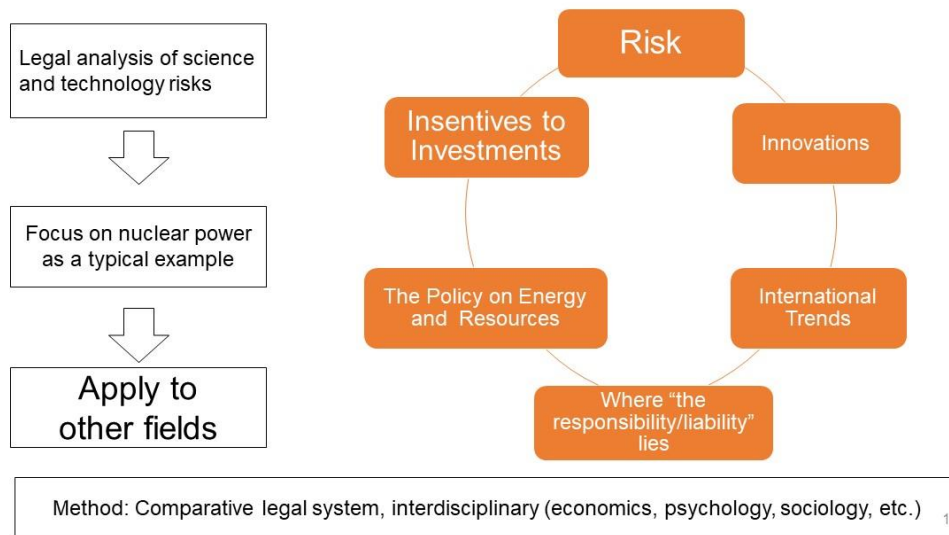 Legal analysis of science
and technology risks
Focus on nuclear power
as a typical example
Apply to
other fields
Risk
Insentives to
Investments
Innovations
The Policy on Energy
and Resources
International
Trends
Where “the
responsibility/liability”
lies
Method: Comparative legal system, interdisciplinary (economics, psychology, sociology, etc.)
1